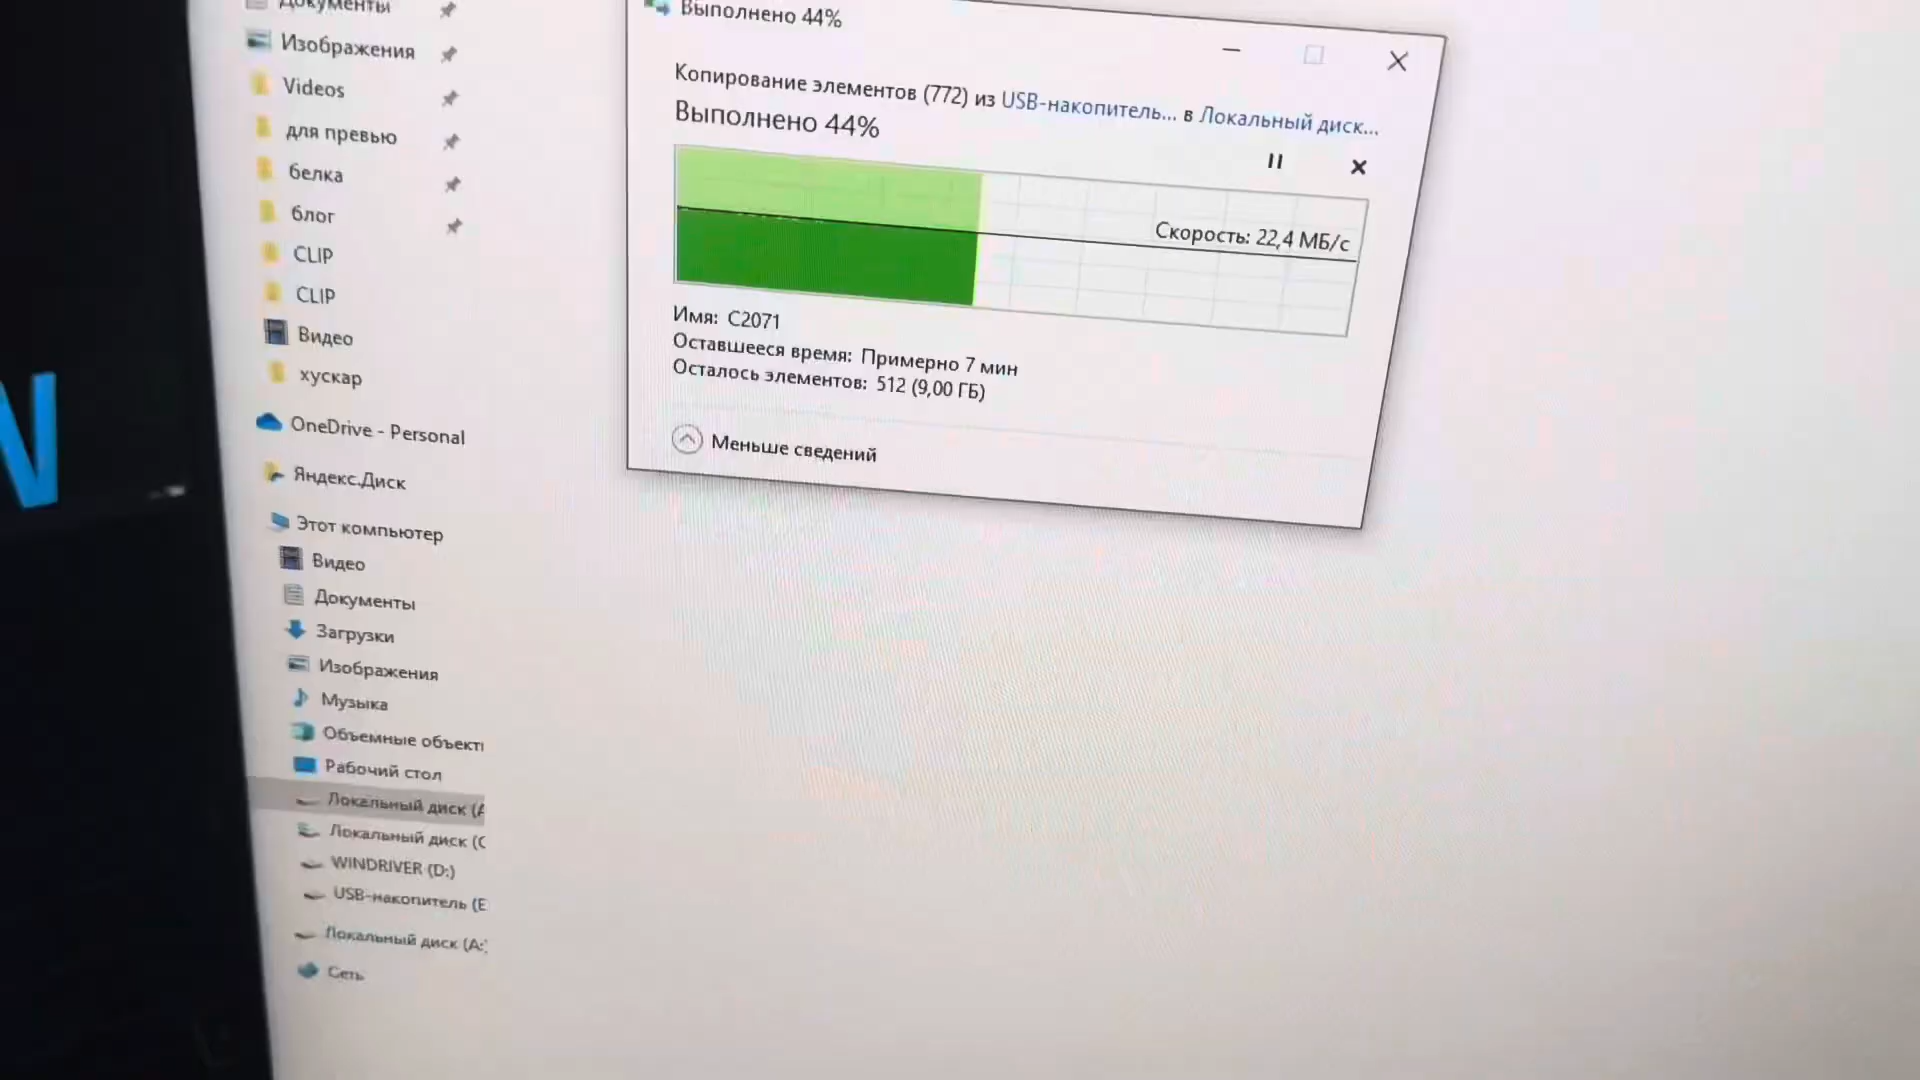 Документы
Изображения
Videos
для превью
белка
блог
CLIP
CLIP
Видео
хускар
OneDrive - Personal
Яндекс.Диск
Этот компьютер
Видео
Документы
Загрузки
Изображения
Музыка
Объемные объект
Рабочий стол
Локальный диск (A
Локальный диск (C
WINDRIVER (D:)
USB-накопитель (E
Локальный диск (A:)
Сеть
Выполнено 44%
Копирование элементов (772) из USB-накопитель... в Локальный диск...
Выполнено 44%
Скорость: 22,4 МБ/с
Имя: C2071
Оставшееся время: Примерно 7 мин
Осталось элементов: 512 (9,00 ГБ)
Меньше сведений